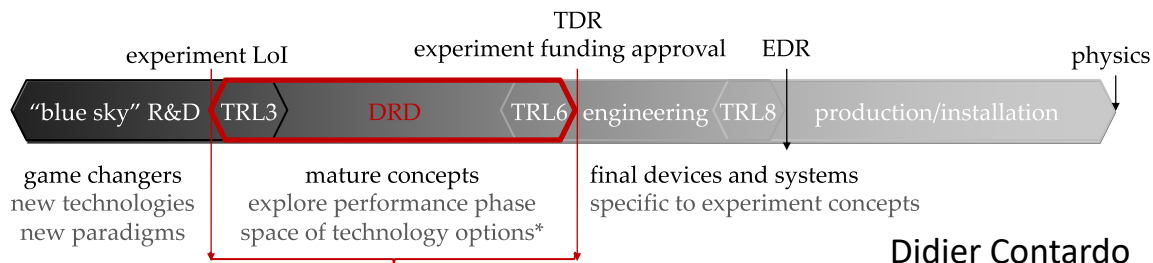 TDR
experiment LoI
experiment funding approval
EDR
physics
“blue sky” R&D
TRL3
DRD
TRL6
engineering
TRL8
production/installation
game changers
new technologies
new paradigms
mature concepts
explore performance phase
space of technology options*
final devices and systems
specific to experiment concepts
Didier Contardo